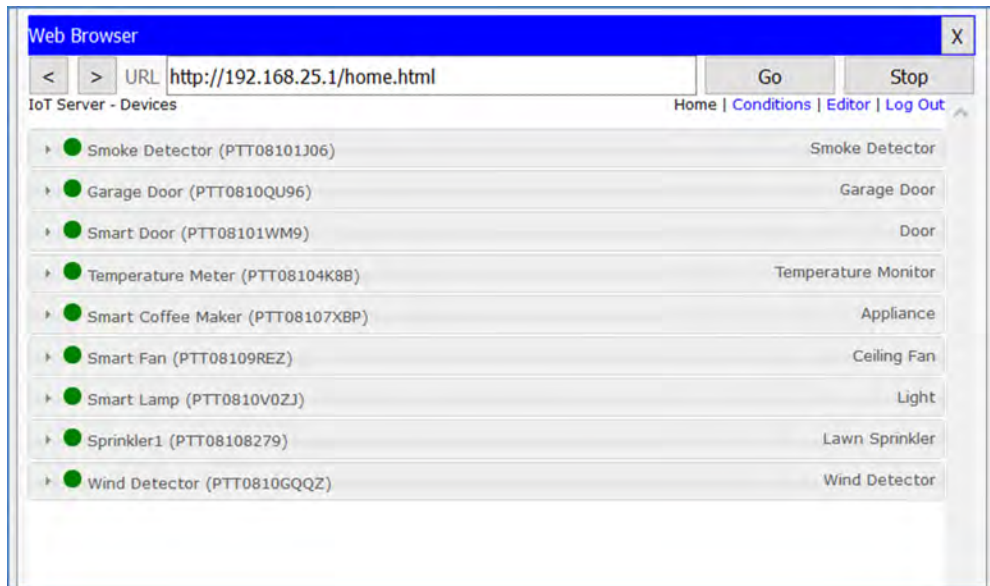 Web Browser X
< > URL http://192.168.25.1/home.html Go Stop
IoT Server - Devices Home | Conditions | Editor | Log Out
Smoke Detector (PTT08101J06) Smoke Detector
Garage Door (PTT0810QU96) Garage Door
Smart Door (PTT08101WM9) Door
Temperature Meter (PTT08104K8B) Temperature Monitor
Smart Coffee Maker (PTT08107XBP) Appliance
Smart Fan (PTT08109REZ) Ceiling Fan
Smart Lamp (PTT0810V0ZJ) Light
Sprinkler1 (PTT08108279) Lawn Sprinkler
Wind Detector (PTT0810GQQZ) Wind Detector